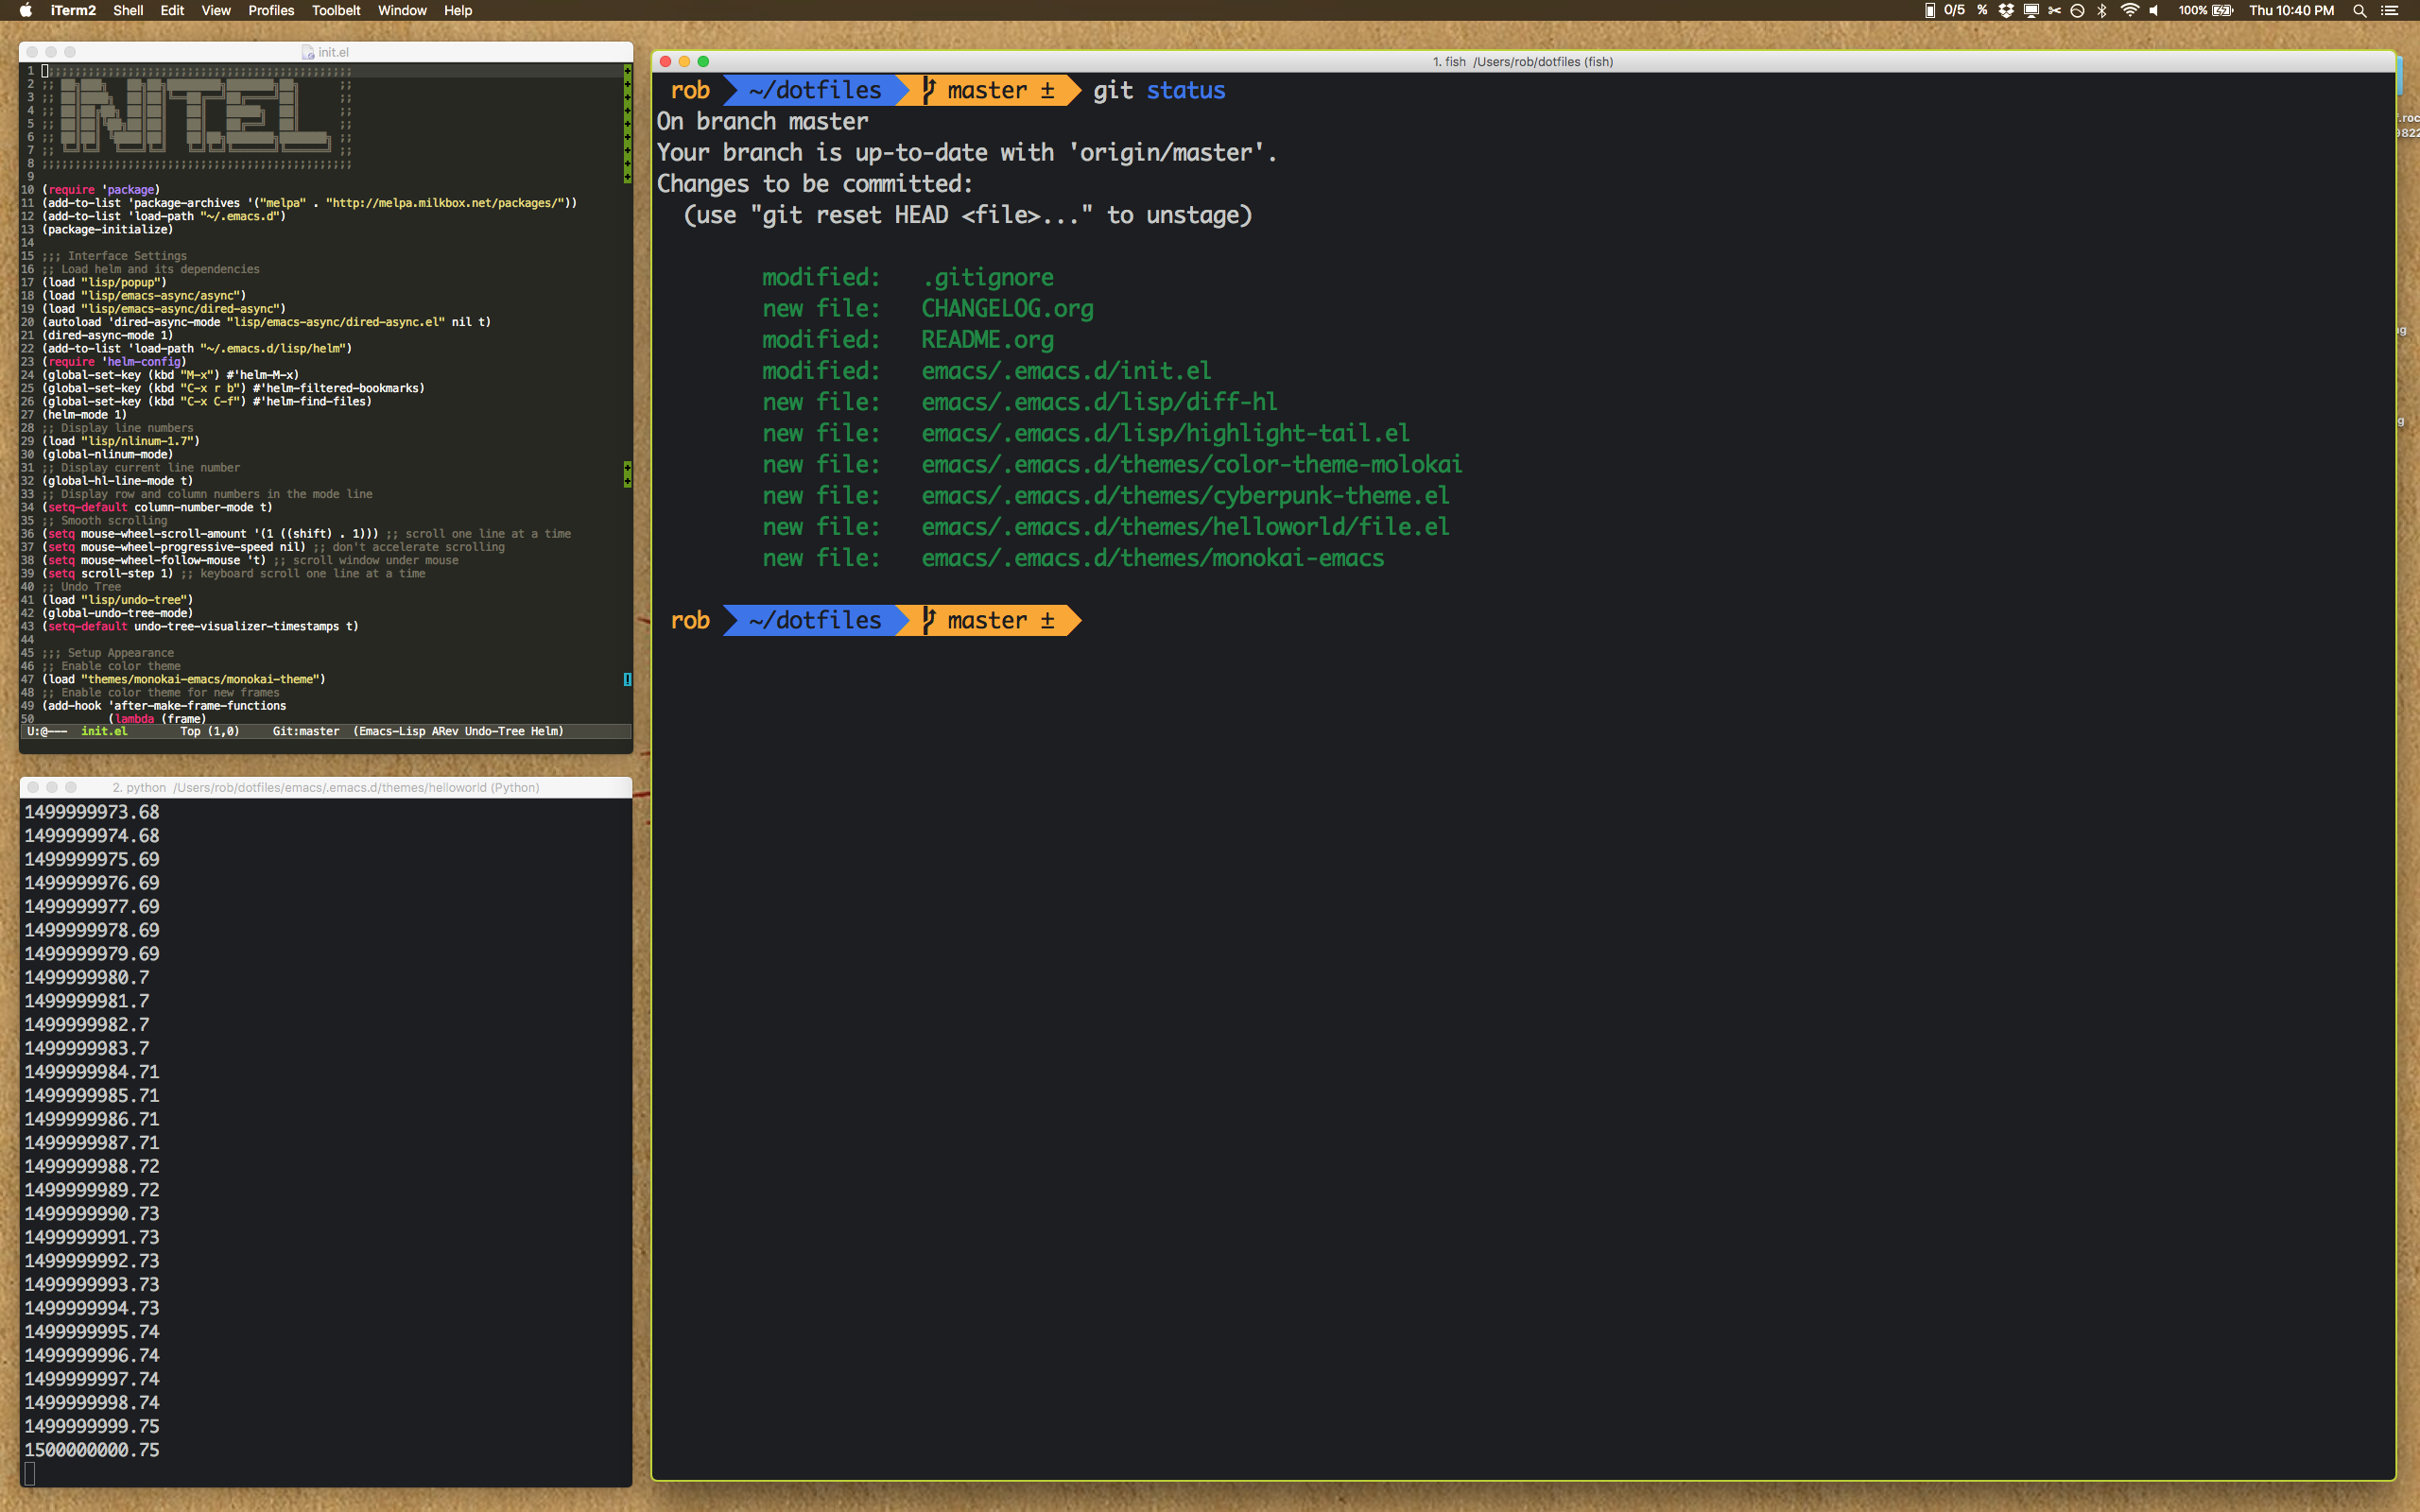 iTerm2 Shell Edit View Profiles Toolbelt Window Help 0/5 % 100% Thu 10:40 PM
init.el
1 ;;;;;;;;;;;;;;;;;;;;;;;;;;;;;;;;;;;;;;;;;;;;;;;
2 ;; ;;
3 ;; ;;
4 ;; INIT.EL ;;
5 ;; ;;
6 ;; ;;
7 ;; ;;
8 ;;;;;;;;;;;;;;;;;;;;;;;;;;;;;;;;;;;;;;;;;;;;;;;
9
10 (require 'package)
11 (add-to-list 'package-archives '("melpa" . "http://melpa.milkbox.net/packages/"))
12 (add-to-list 'load-path "~/.emacs.d")
13 (package-initialize)
14
15 ;;; Interface Settings
16 ;; Load helm and its dependencies
17 (load "lisp/popup")
18 (load "lisp/emacs-async/async")
19 (load "lisp/emacs-async/dired-async")
20 (autoload 'dired-async-mode "lisp/emacs-async/dired-async.el" nil t)
21 (dired-async-mode 1)
22 (add-to-list 'load-path "~/.emacs.d/lisp/helm")
23 (require 'helm-config)
24 (global-set-key (kbd "M-x") #'helm-M-x)
25 (global-set-key (kbd "C-x r b") #'helm-filtered-bookmarks)
26 (global-set-key (kbd "C-x C-f") #'helm-find-files)
27 (helm-mode 1)
28 ;; Display line numbers
29 (load "lisp/nlinum-1.7")
30 (global-nlinum-mode)
31 ;; Display current line number
32 (global-hl-line-mode t)
33 ;; Display row and column numbers in the mode line
34 (setq-default column-number-mode t)
35 ;; Smooth scrolling
36 (setq mouse-wheel-scroll-amount '(1 ((shift) . 1))) ;; scroll one line at a time
37 (setq mouse-wheel-progressive-speed nil) ;; don't accelerate scrolling
38 (setq mouse-wheel-follow-mouse 't) ;; scroll window under mouse
39 (setq scroll-step 1) ;; keyboard scroll one line at a time
40 ;; Undo Tree
41 (load "lisp/undo-tree")
42 (global-undo-tree-mode)
43 (setq-default undo-tree-visualizer-timestamps t)
44
45 ;;; Setup Appearance
46 ;; Enable color theme
47 (load "themes/monokai-emacs/monokai-theme")
48 ;; Enable color theme for new frames
49 (add-hook 'after-make-frame-functions
50 (lambda (frame)
U:@--- init.el Top (1,0) Git:master (Emacs-Lisp ARev Undo-Tree Helm)
2. python /Users/rob/dotfiles/emacs/.emacs.d/themes/helloworld (Python)
1499999973.68
1499999974.68
1499999975.69
1499999976.69
1499999977.69
1499999978.69
1499999979.69
1499999980.7
1499999981.7
1499999982.7
1499999983.7
1499999984.71
1499999985.71
1499999986.71
1499999987.71
1499999988.72
1499999989.72
1499999990.73
1499999991.73
1499999992.73
1499999993.73
1499999994.73
1499999995.74
1499999996.74
1499999997.74
1499999998.74
1499999999.75
1500000000.75
1. fish /Users/rob/dotfiles (fish)
rob ~/dotfiles master ± git status
On branch master
Your branch is up-to-date with 'origin/master'.
Changes to be committed:
(use "git reset HEAD <file>..." to unstage)
modified: .gitignore
new file: CHANGELOG.org
modified: README.org
modified: emacs/.emacs.d/init.el
new file: emacs/.emacs.d/lisp/diff-hl
new file: emacs/.emacs.d/lisp/highlight-tail.el
new file: emacs/.emacs.d/themes/color-theme-molokai
new file: emacs/.emacs.d/themes/cyberpunk-theme.el
new file: emacs/.emacs.d/themes/helloworld/file.el
new file: emacs/.emacs.d/themes/monokai-emacs
rob ~/dotfiles master ±